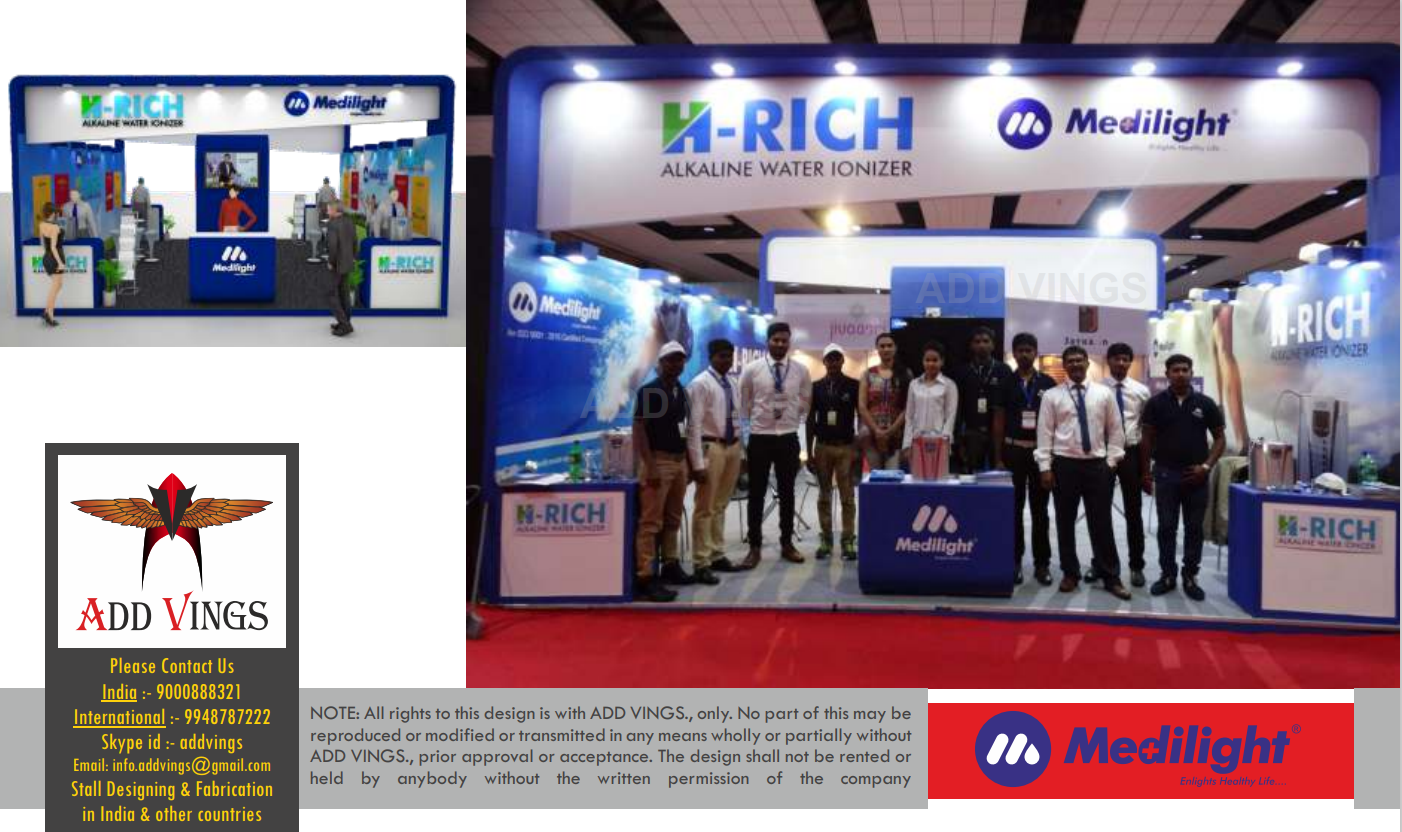 H-RICH
ALKALINE WATER IONIZER
Medilight
Medilight
Medilight
H-RICH
H-RICH
H-RICH
ALKALINE WATER IONIZER
Medilight
Enlights Healthy Life...
ADD VINGS
Medilight
H-RICH
ALKALINE WATER IONIZER
ADD
H-RICH
ALKALINE WATER IONIZER
Medilight
H-RICH
ALKALINE WATER IONIZER
ADD VINGS
Please Contact Us
India :- 9000888321
International :- 9948787222
Skype id :- addvings
Email: info.addvings@gmail.com
Stall Designing & Fabrication
in India & other countries
NOTE: All rights to this design is with ADD VINGS., only. No part of this may be
reproduced or modified or transmitted in any means wholly or partially without
ADD VINGS., prior approval or acceptance. The design shall not be rented or
held by anybody without the written permission of the company
Medilight®
Enlights Healthy Life....